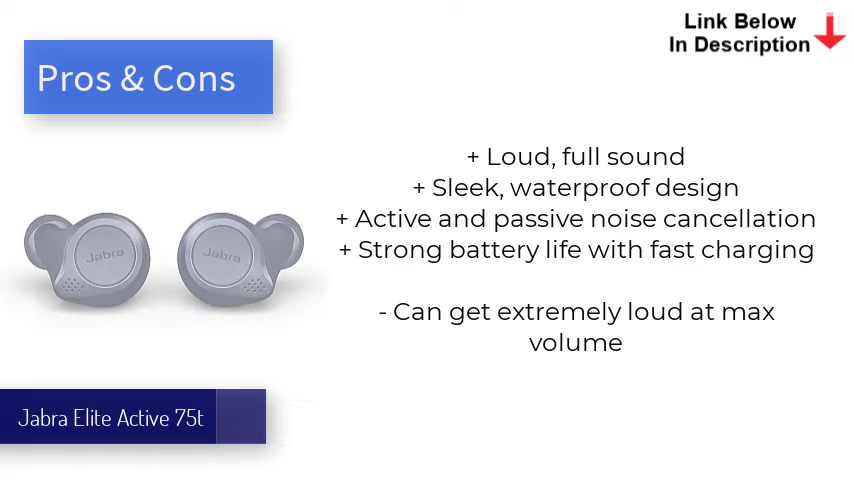 Link Below
In Description
Pros & Cons
+ Loud, full sound
+ Sleek, waterproof design
+ Active and passive noise cancellation
+ Strong battery life with fast charging
- Can get extremely loud at max
volume
Jabra
Jabra
Jabra Elite Active 75t